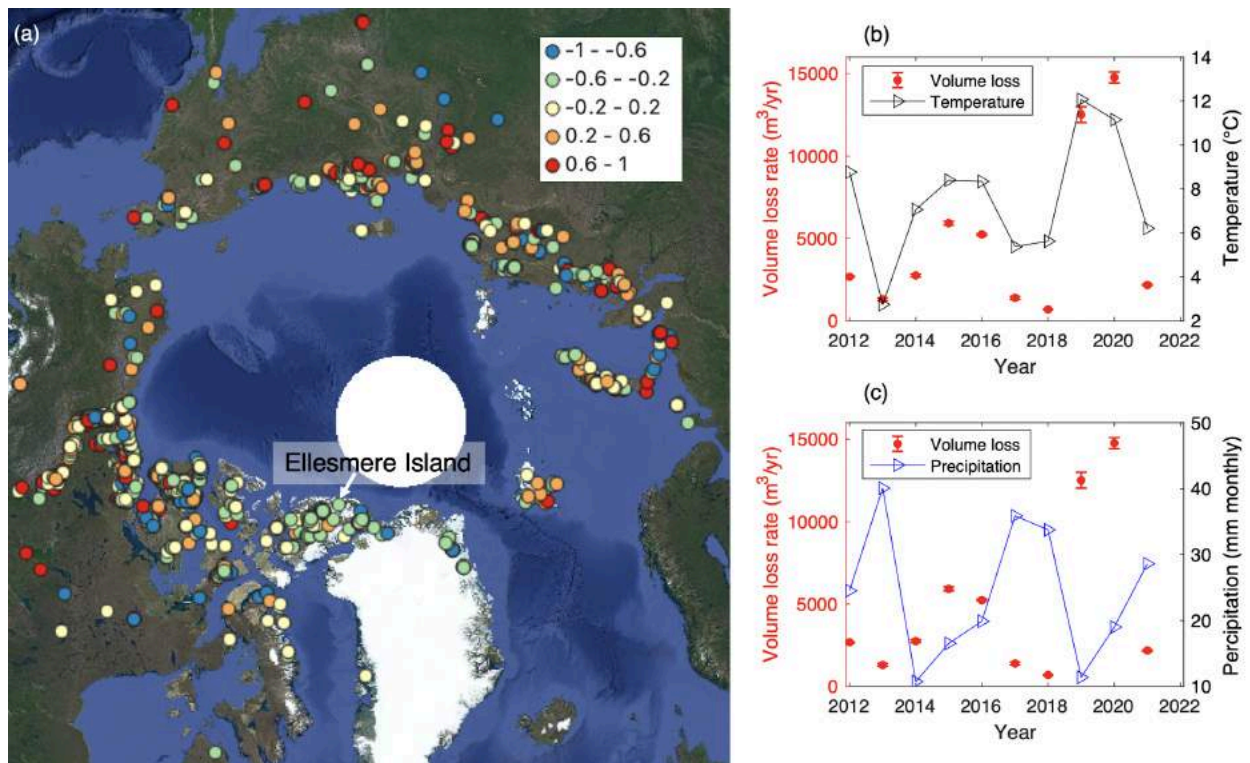 (a)
-1 - -0.6
-0.6 - -0.2
-0.2 - 0.2
0.2 - 0.6
0.6 - 1
Ellesmere Island
(b)
Volume loss
Temperature
15000
10000
5000
0
Volume loss rate (m³/yr)
14
12
10
8
6
4
2
Temperature (°C)
2012 2014 2016 2018 2020 2022
Year
(c)
Volume loss
Precipitation
15000
10000
5000
0
Volume loss rate (m³/yr)
50
40
30
20
10
Percipitation (mm monthly)
2012 2014 2016 2018 2020 2022
Year